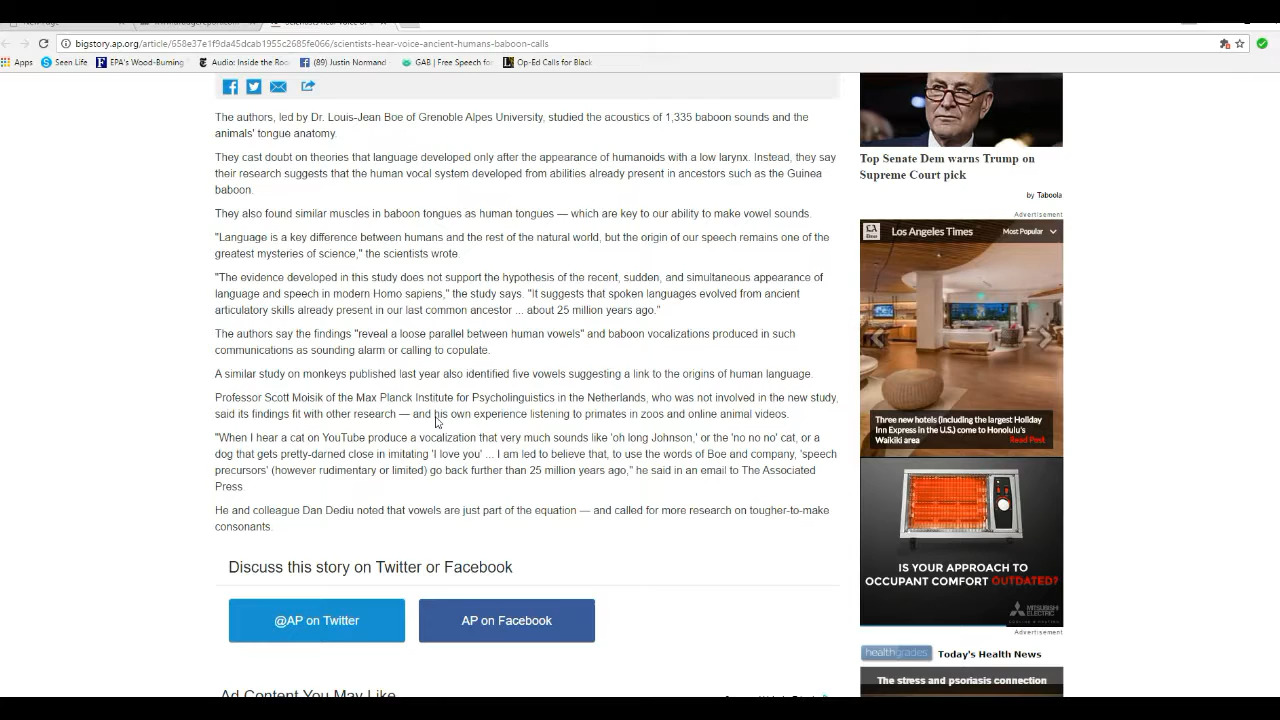 bigstory.ap.org/article/658e37e1f9da45dcab1955c2685fe066/scientists-hear-voice-ancient-humans-baboon-calls
Apps Seen Life EPA's Wood-Burning Audio: Inside the Roo (89) Justin Normand GAB | Free Speech for Op-Ed Calls for Black
The authors, led by Dr. Louis-Jean Boe of Grenoble Alpes University, studied the acoustics of 1,335 baboon sounds and the
animals' tongue anatomy.
They cast doubt on theories that language developed only after the appearance of humanoids with a low larynx. Instead, they say
their research suggests that the human vocal system developed from abilities already present in ancestors such as the Guinea
baboon.
They also found similar muscles in baboon tongues as human tongues — which are key to our ability to make vowel sounds.
"Language is a key difference between humans and the rest of the natural world, but the origin of our speech remains one of the
greatest mysteries of science," the scientists wrote.
"The evidence developed in this study does not support the hypothesis of the recent, sudden, and simultaneous appearance of
language and speech in modern Homo sapiens," the study says. "It suggests that spoken languages evolved from ancient
articulatory skills already present in our last common ancestor ... about 25 million years ago."
The authors say the findings "reveal a loose parallel between human vowels" and baboon vocalizations produced in such
communications as sounding alarm or calling to copulate.
A similar study on monkeys published last year also identified five vowels suggesting a link to the origins of human language.
Professor Scott Moisik of the Max Planck Institute for Psycholinguistics in the Netherlands, who was not involved in the new study,
said its findings fit with other research — and his own experience listening to primates in zoos and online animal videos.
"When I hear a cat on YouTube produce a vocalization that very much sounds like 'oh long Johnson,' or the 'no no no' cat, or a
dog that gets pretty-darned close in imitating 'I love you' ... I am led to believe that, to use the words of Boe and company, 'speech
precursors' (however rudimentary or limited) go back further than 25 million years ago," he said in an email to The Associated
Press
He and colleague Dan Dediu noted that vowels are just part of the equation — and called for more research on tougher-to-make
consonants.
Discuss this story on Twitter or Facebook
@AP on Twitter
AP on Facebook
Ad Content You May Like
Top Senate Dem warns Trump on
Supreme Court pick
by Taboola
Advertisement
Los Angeles Times Most Popular
Three new hotels (including the largest Holiday
Inn Express in the U.S.) come to Honolulu's
Waikiki area Read Post
IS YOUR APPROACH TO
OCCUPANT COMFORT OUTDATED?
MITSUBISHI
ELECTRIC
Advertisement
healthgrades Today's Health News
The stress and psoriasis connection